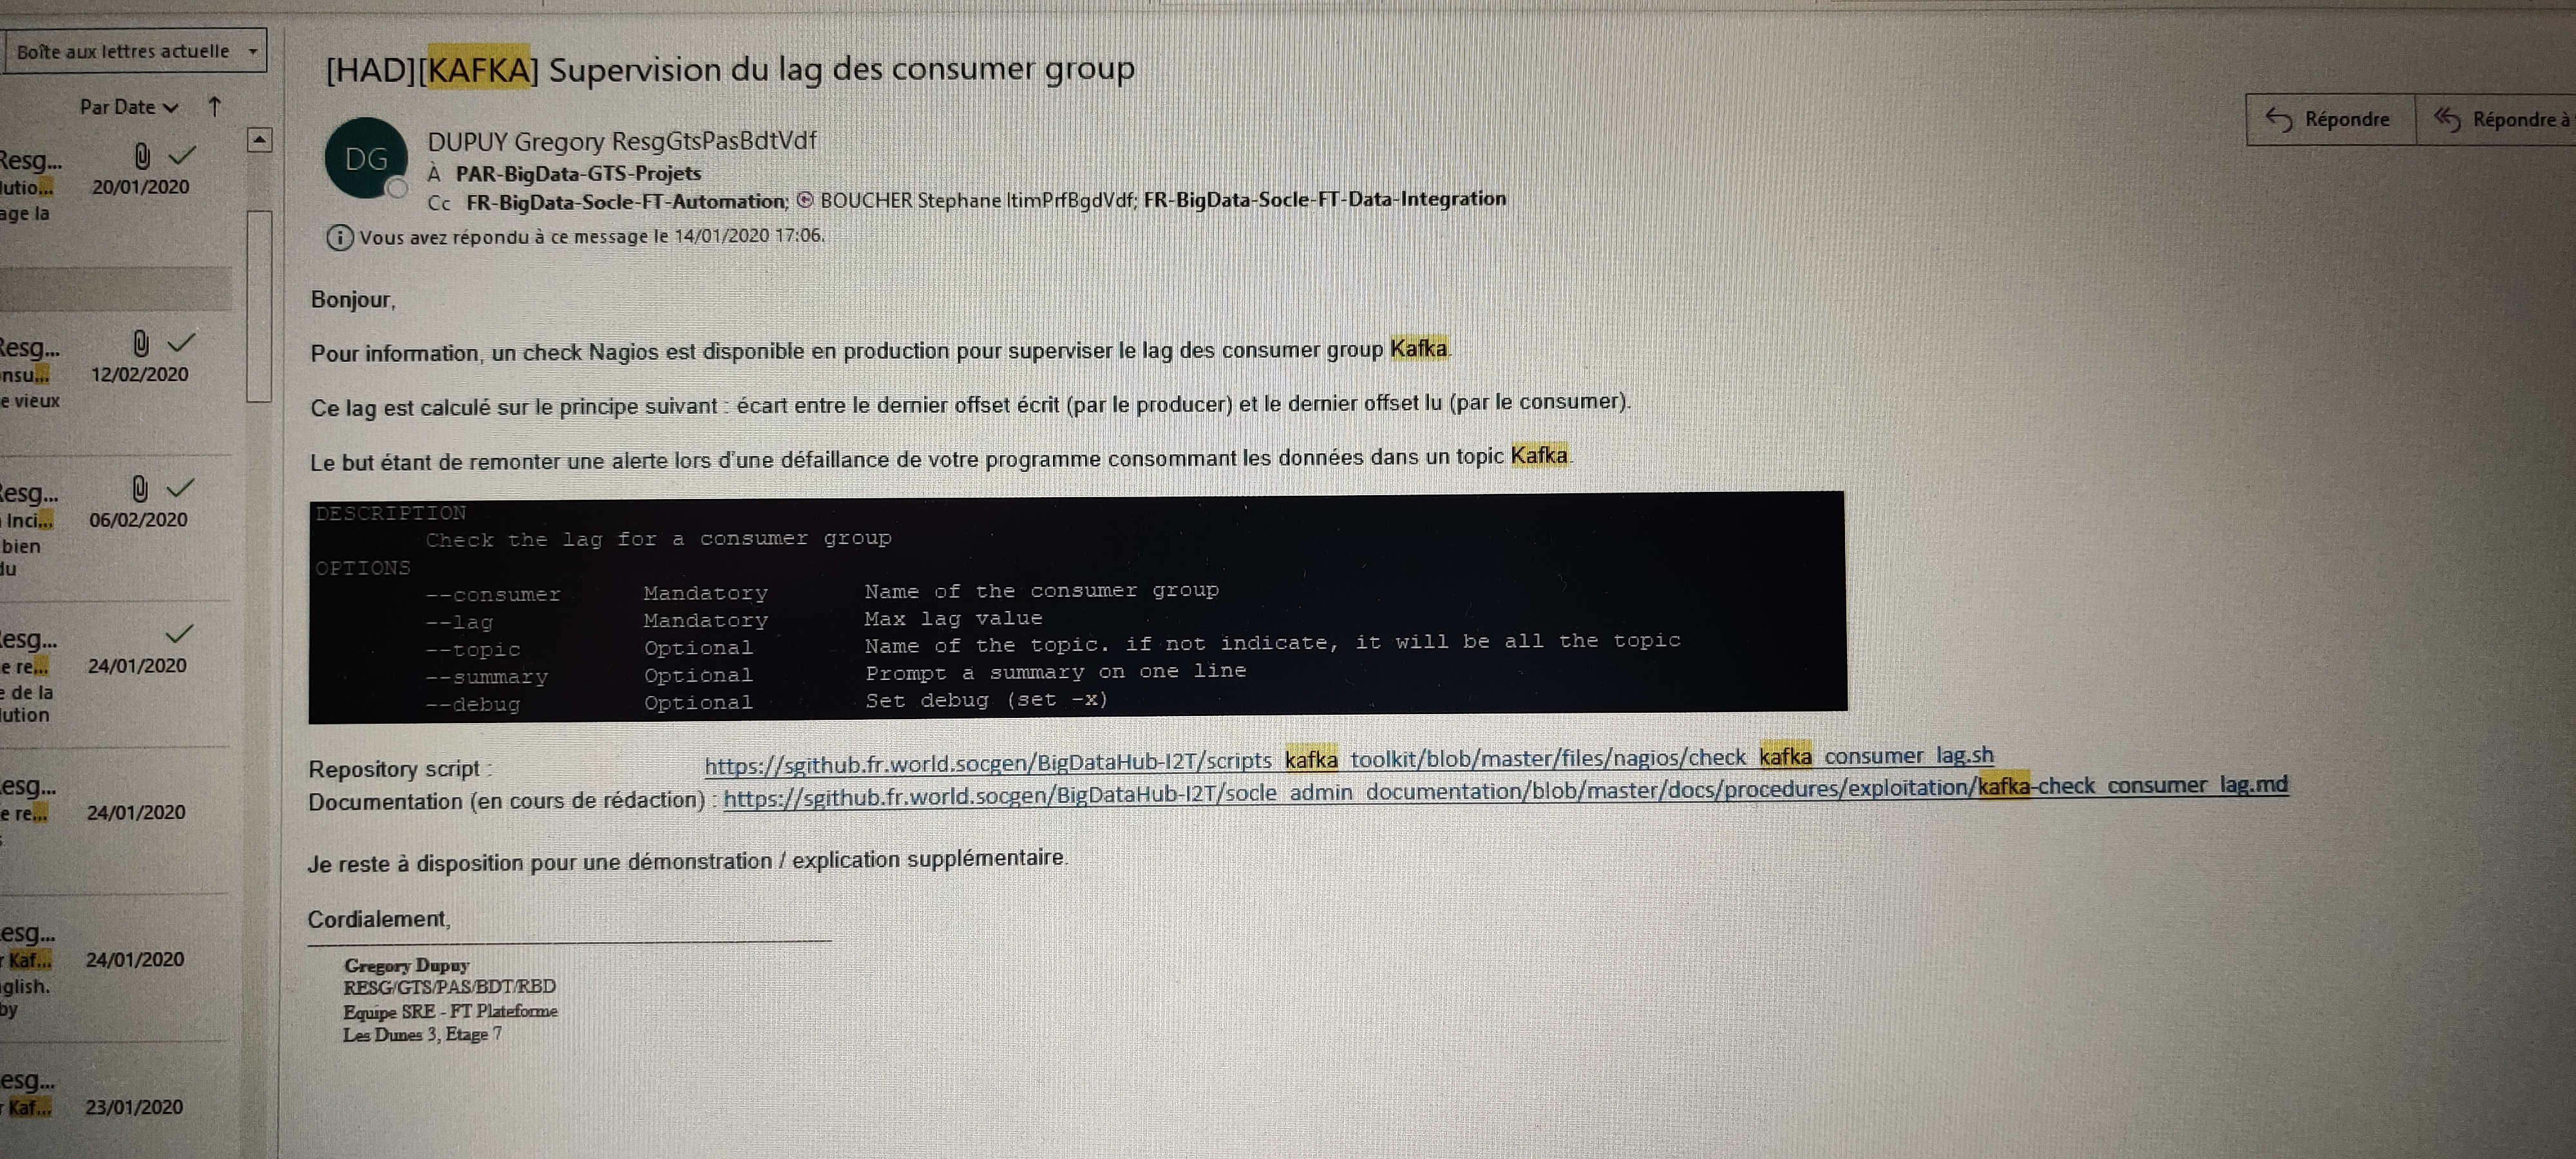 Boîte aux lettres actuelle
Par Date
Resg...
lutio...
20/01/2020
age la
Resg...
nsu...
12/02/2020
e vieux
Resg...
Inci...
06/02/2020
bien
du
Resg...
e re...
24/01/2020
e de la
lution
esg...
e re...
24/01/2020
esg...
r Kaf...
24/01/2020
glish.
by
esg...
r Kaf...
23/01/2020
[HAD][KAFKA] Supervision du lag des consumer group
Répondre
Répondre à
DG
DUPUY Gregory ResgGtsPasBdtVdf
À PAR-BigData-GTS-Projets
Cc FR-BigData-Socle-FT-Automation; BOUCHER Stephane ItimPrfBgdVdf; FR-BigData-Socle-FT-Data-Integration
Vous avez répondu à ce message le 14/01/2020 17:06.
Bonjour,
Pour information, un check Nagios est disponible en production pour superviser le lag des consumer group Kafka.
Ce lag est calculé sur le principe suivant : écart entre le dernier offset écrit (par le producer) et le dernier offset lu (par le consumer).
Le but étant de remonter une alerte lors d'une défaillance de votre programme consommant les données dans un topic Kafka.
DESCRIPTION
Check the lag for a consumer group
OPTIONS
--consumer Mandatory Name of the consumer group
--lag Mandatory Max lag value
--topic Optional Name of the topic. if not indicate, it will be all the topic
--summary Optional Prompt a summary on one line
--debug Optional Set debug (set -x)
Repository script : https://sgithub.fr.world.socgen/BigDataHub-I2T/scripts_kafka_toolkit/blob/master/files/nagios/check_kafka_consumer_lag.sh
Documentation (en cours de rédaction) : https://sgithub.fr.world.socgen/BigDataHub-I2T/socle_admin_documentation/blob/master/docs/procedures/exploitation/kafka-check_consumer_lag.md
Je reste à disposition pour une démonstration / explication supplémentaire.
Cordialement,
Gregory Dupuy
RESG/GTS/PAS/BDT/RBD
Equipe SRE - FT Plateforme
Les Dunes 3, Etage 7